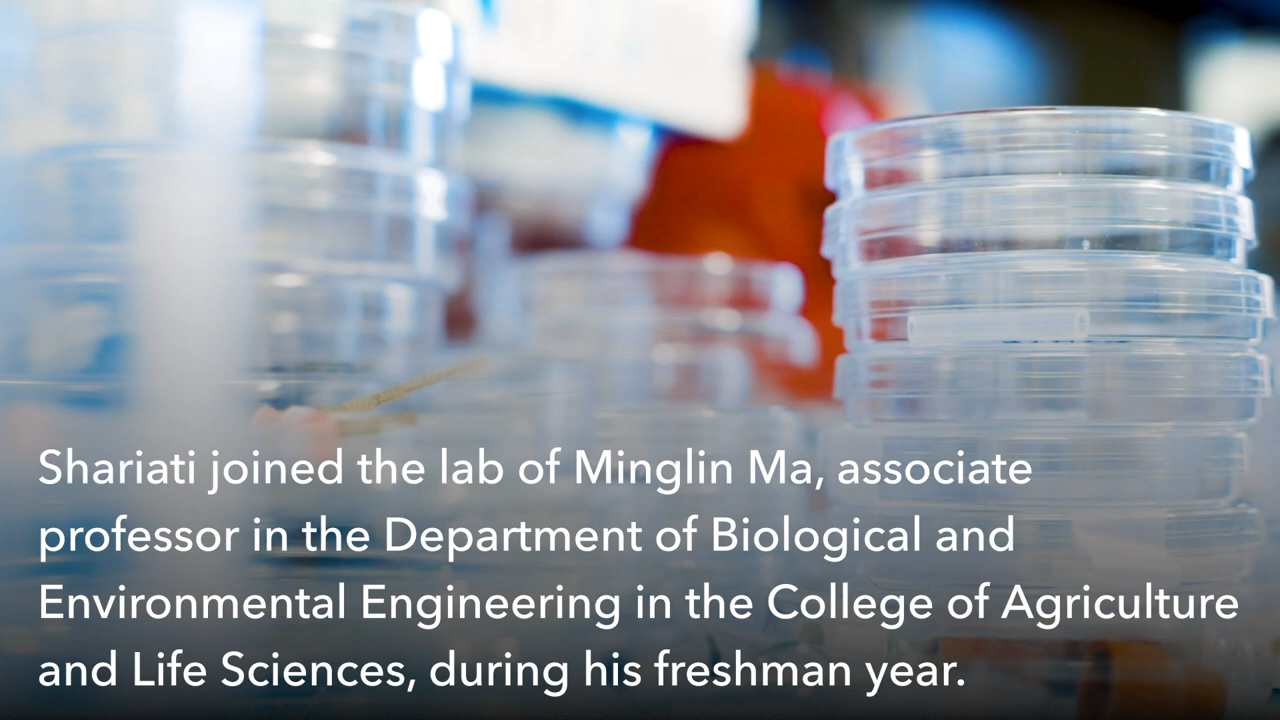 Shariati joined the lab of Minglin Ma, associate
professor in the Department of Biological and
Environmental Engineering in the College of Agriculture
and Life Sciences, during his freshman year.